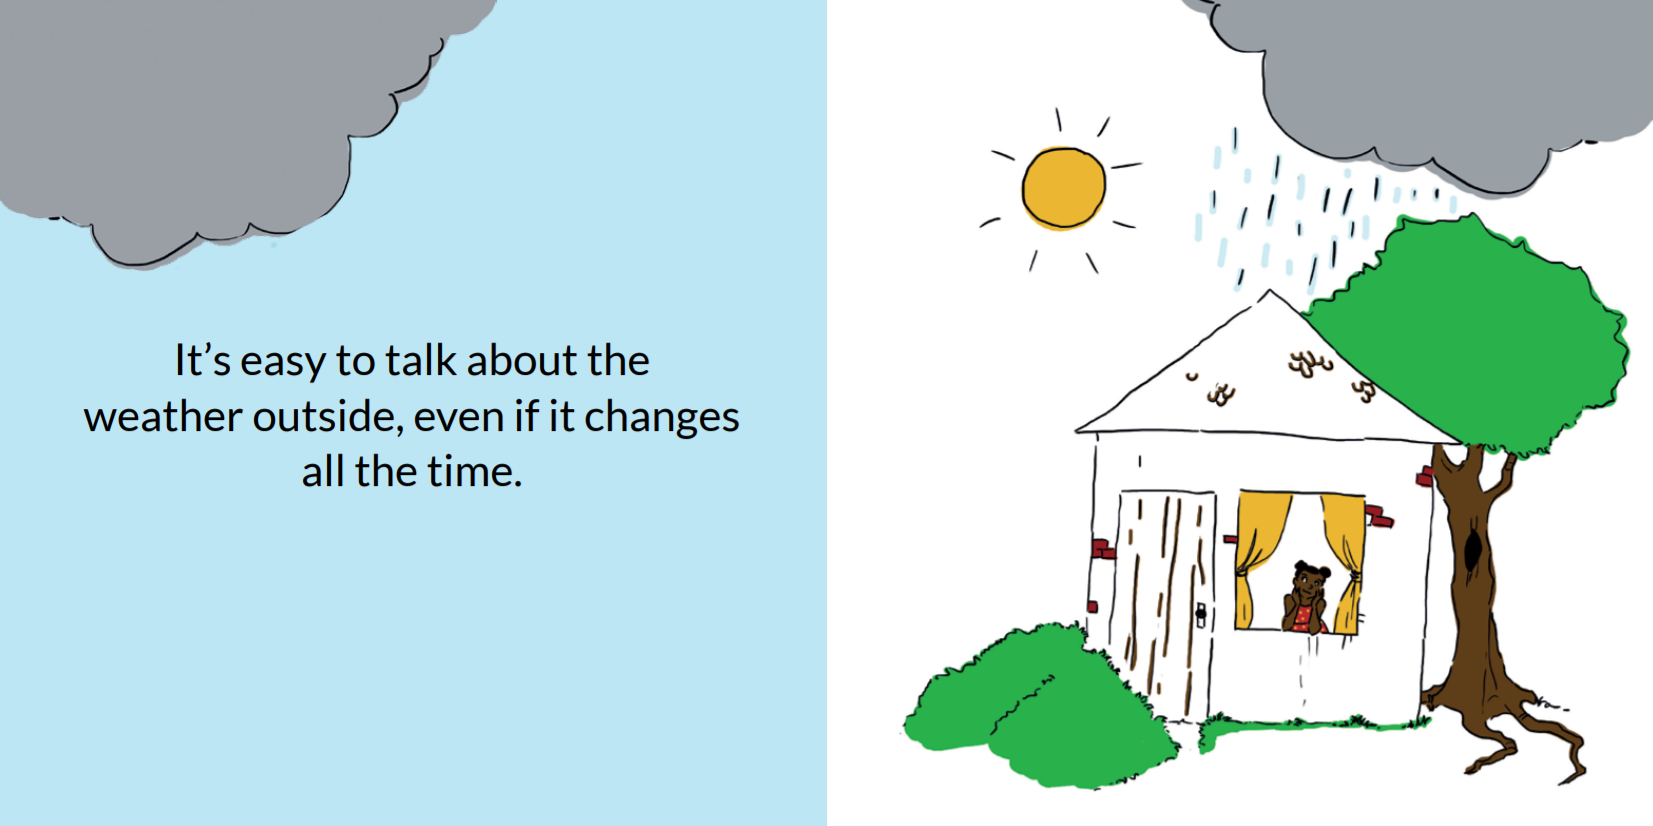 It’s easy to talk about the
weather outside, even if it changes
all the time.